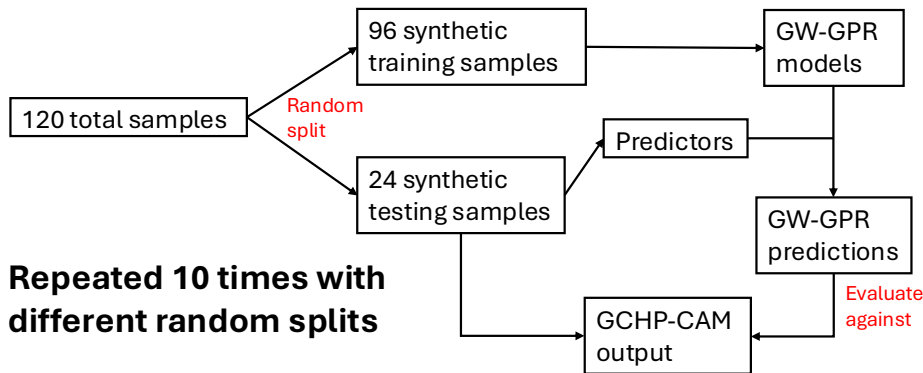 96 synthetic
training samples
GW-GPR
models
120 total samples
Random
split
Predictors
24 synthetic
testing samples
GW-GPR
predictions
Repeated 10 times with
different random splits
Evaluate
against
GCHP-CAM
output